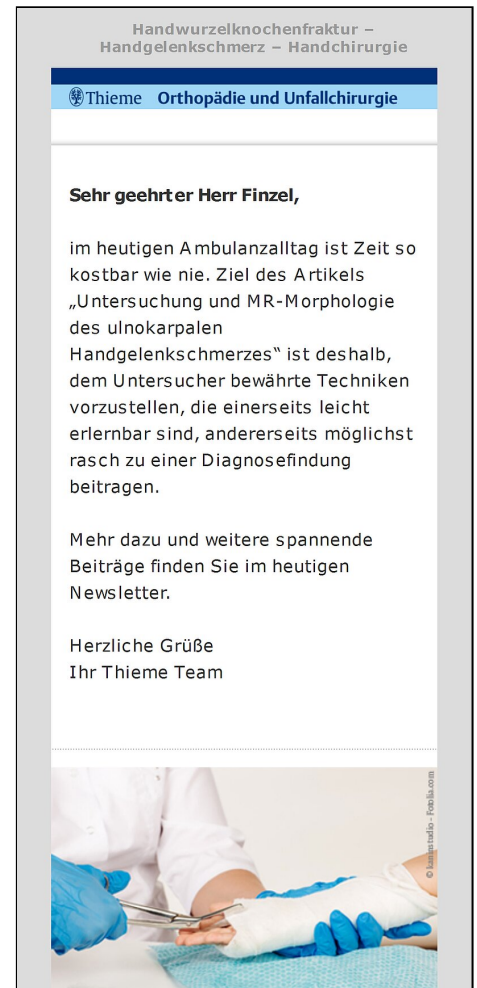 Handwurzelknochenfraktur –
Handgelenkschmerz – Handchirurgie
Thieme Orthopädie und Unfallchirurgie
Sehr geehrter Herr Finzel,
im heutigen Ambulanzalltag ist Zeit so
kostbar wie nie. Ziel des Artikels
„Untersuchung und MR-Morphologie
des ulnokarpalen
Handgelenkschmerzes“ ist deshalb,
dem Untersucher bewährte Techniken
vorzustellen, die einerseits leicht
erlernbar sind, andererseits möglichst
rasch zu einer Diagnosefindung
beitragen.
Mehr dazu und weitere spannende
Beiträge finden Sie im heutigen
Newsletter.
Herzliche Grüße
Ihr Thieme Team
© kaninstudio - Fotolia.com